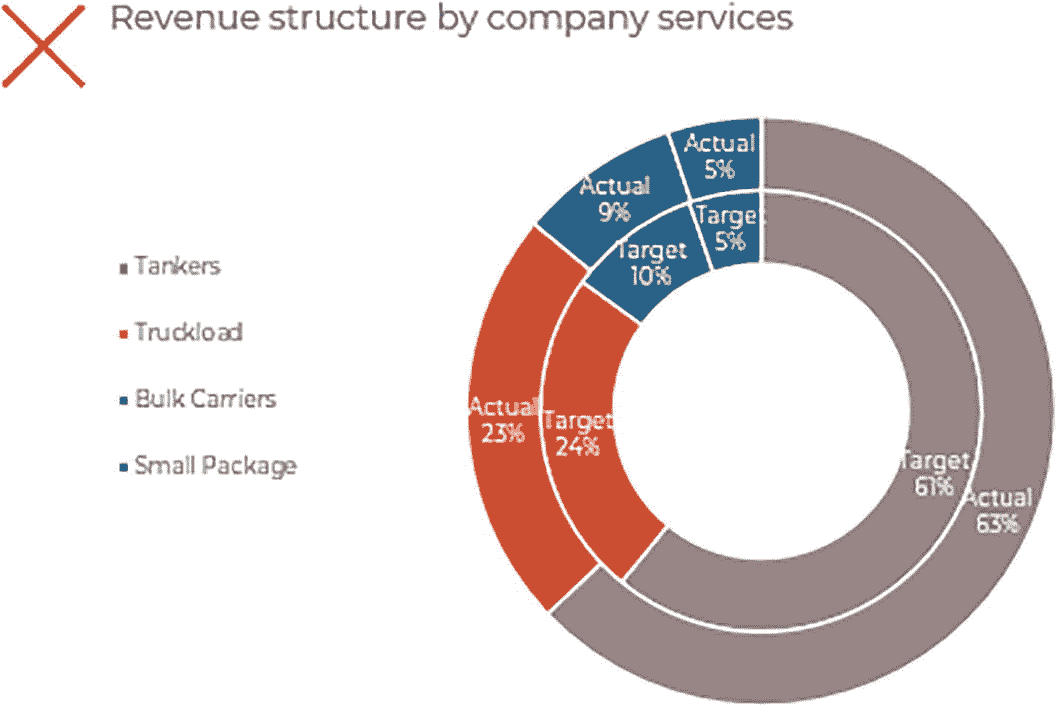 Revenue structure by company services
Tankers
Truckload
Bulk Carriers
Small Package
Actual
5%
Actual
9%
Target
5%
Target
10%
Actual
23%
Target
24%
Target
61%
Actual
63%